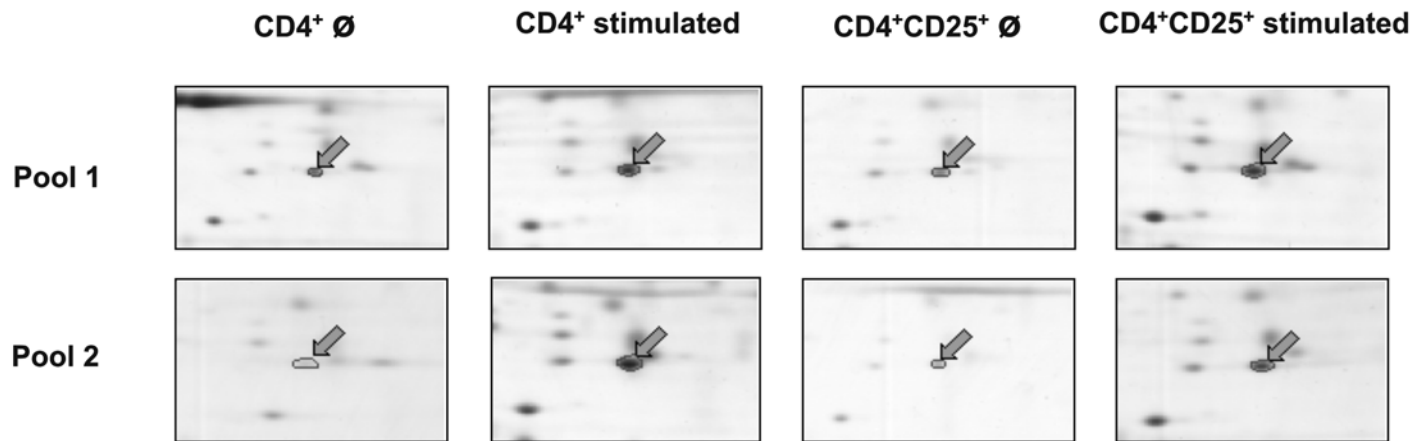 CD4⁺ Ø CD4⁺ stimulated CD4⁺CD25⁺ Ø CD4⁺CD25⁺ stimulated
Pool 1
Pool 2